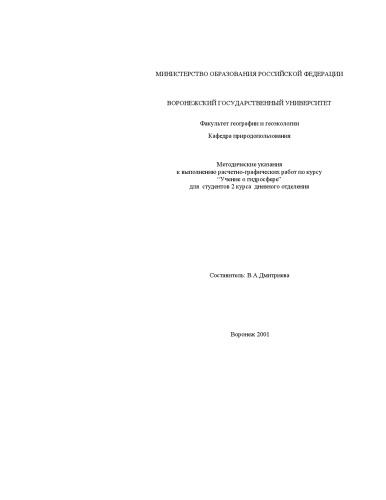 МИНИСТЕРСТВО ОБРАЗОВАНИЯ РОССИЙСКОЙ ФЕДЕРАЦИИ
ВОРОНЕЖСКИЙ ГОСУДАРСТВЕННЫЙ УНИВЕРСИТЕТ
Факультет географии и геоэкологии
Кафедра природопользования
Методические указания
к выполнению расчетно-графических работ по курсу
“Учение о гидросфере”
для студентов 2 курса дневного отделения
Составитель: В.А.Дмитриева
Воронеж 2001